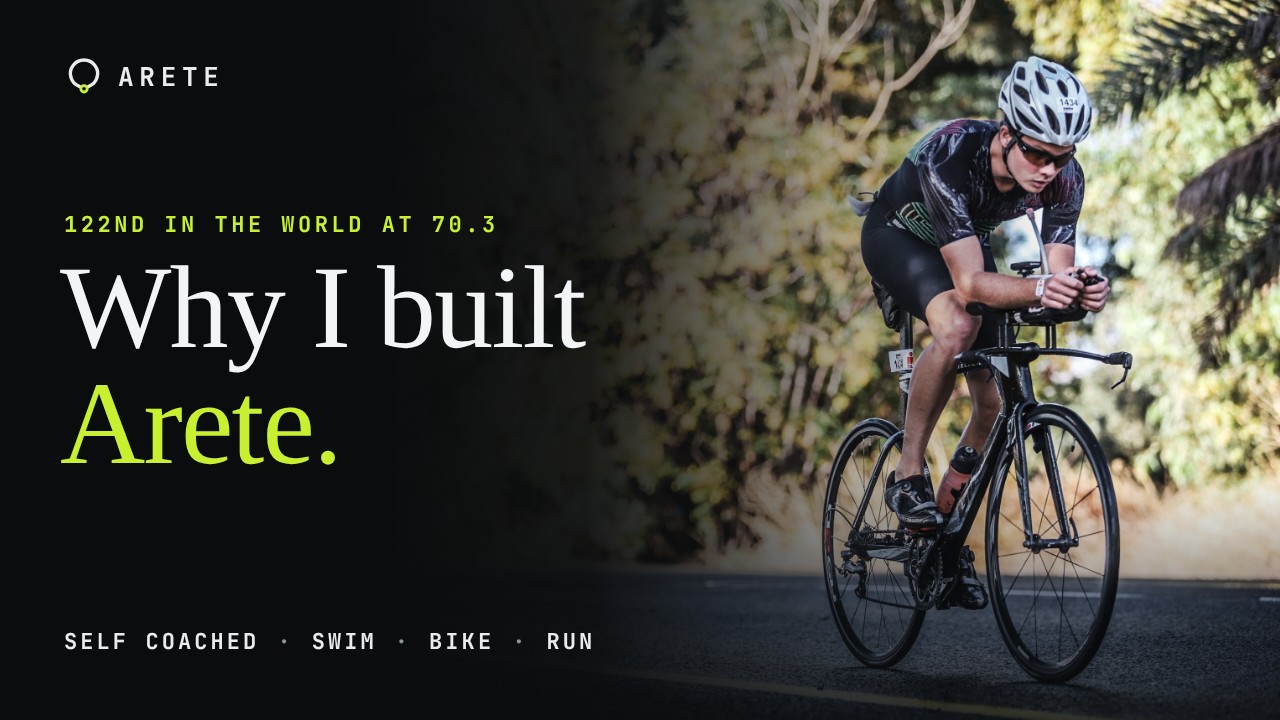 ARETE
122ND IN THE WORLD AT 70.3
Why I built
Arete.
SELF COACHED · SWIM · BIKE · RUN
1434